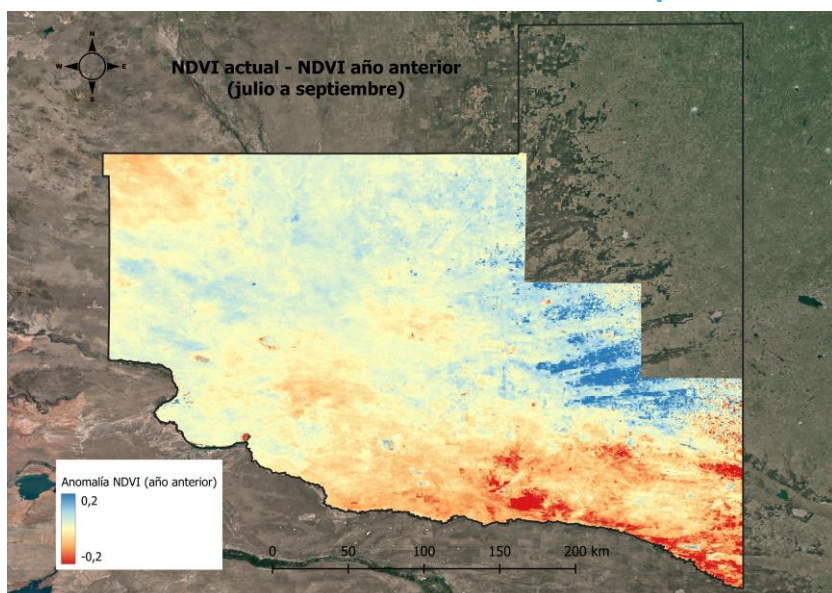 N
W E
S
NDVI actual - NDVI año anterior
(julio a septiembre)
Anomalía NDVI (año anterior)
0,2
-0,2
0 50 100 150 200 km